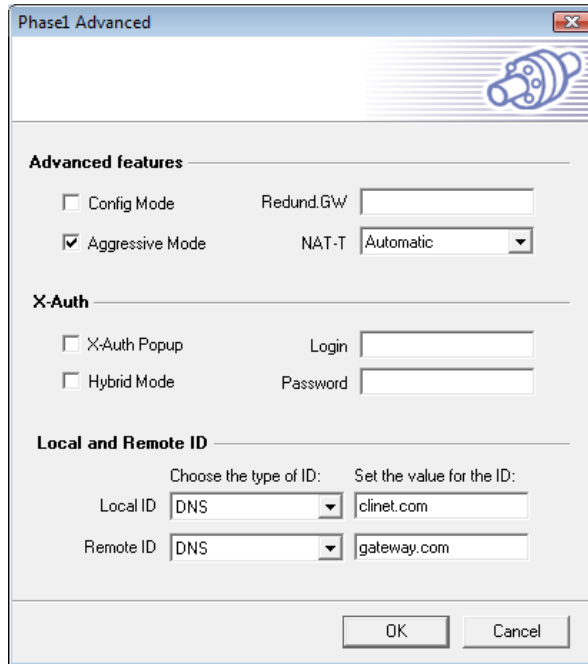 Phase1 Advanced
Advanced features
Config Mode Redund.GW
Aggressive Mode NAT-T Automatic
X-Auth
X-Auth Popup Login
Hybrid Mode Password
Local and Remote ID
Choose the type of ID: Set the value for the ID:
Local ID DNS clinet.com
Remote ID DNS gateway.com
OK Cancel